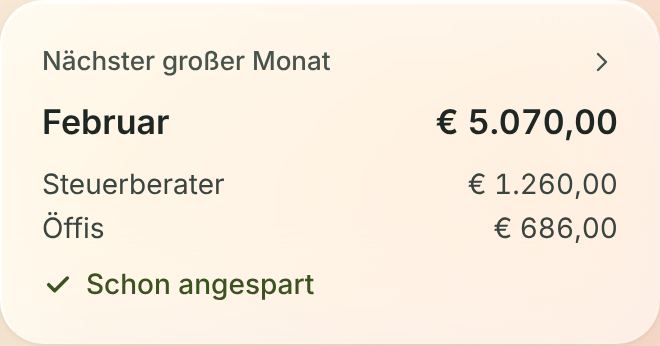 Nächster großer Monat
Februar € 5.070,00
Steuerberater € 1.260,00
Öffis € 686,00
Schon angespart